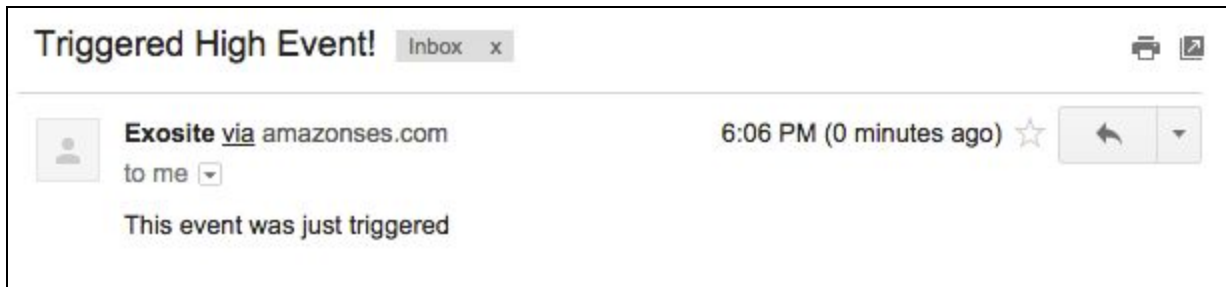 Triggered High Event! Inbox x
Exosite via amazonses.com 6:06 PM (0 minutes ago)
to me
This event was just triggered